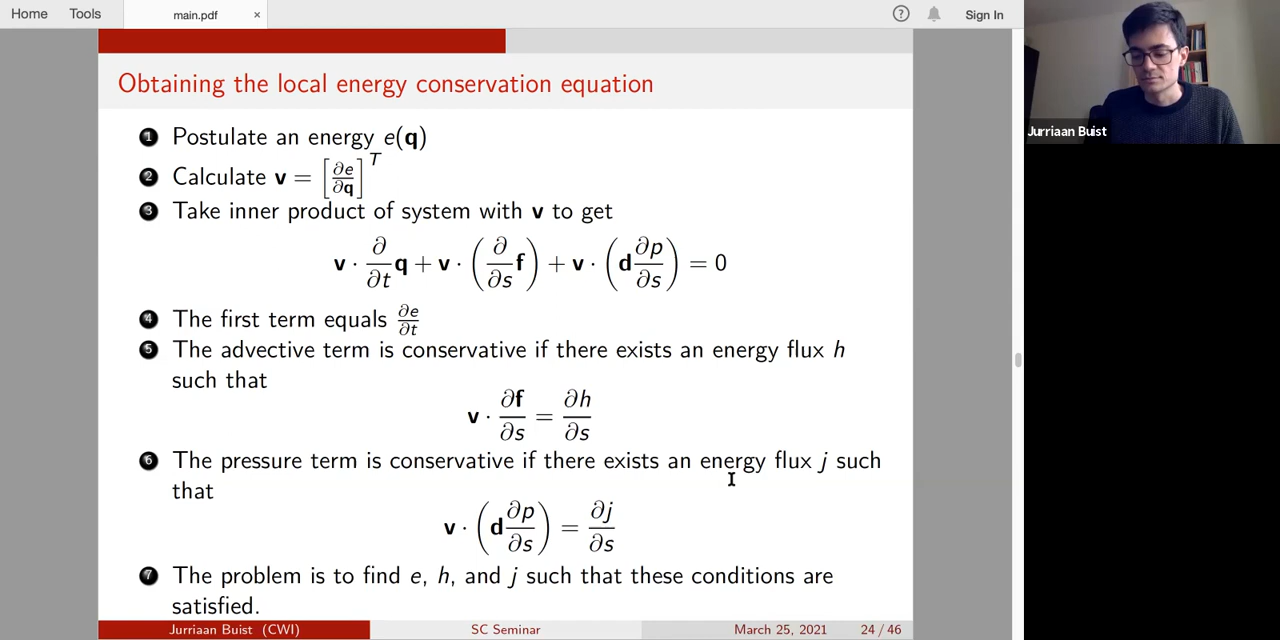 Home Tools main.pdf × ? Sign In
Obtaining the local energy conservation equation
1 Postulate an energy e(q)
2 Calculate v = [∂e/∂q]^T
3 Take inner product of system with v to get
v · ∂/∂t q + v · (∂/∂s f) + v · (d ∂p/∂s) = 0
4 The first term equals ∂e/∂t
5 The advective term is conservative if there exists an energy flux h
such that
v · ∂f/∂s = ∂h/∂s
6 The pressure term is conservative if there exists an energy flux j such
that
v · (d ∂p/∂s) = ∂j/∂s
7 The problem is to find e, h, and j such that these conditions are
satisfied.
Jurriaan Buist (CWI) SC Seminar March 25, 2021 24 / 46
Jurriaan Buist